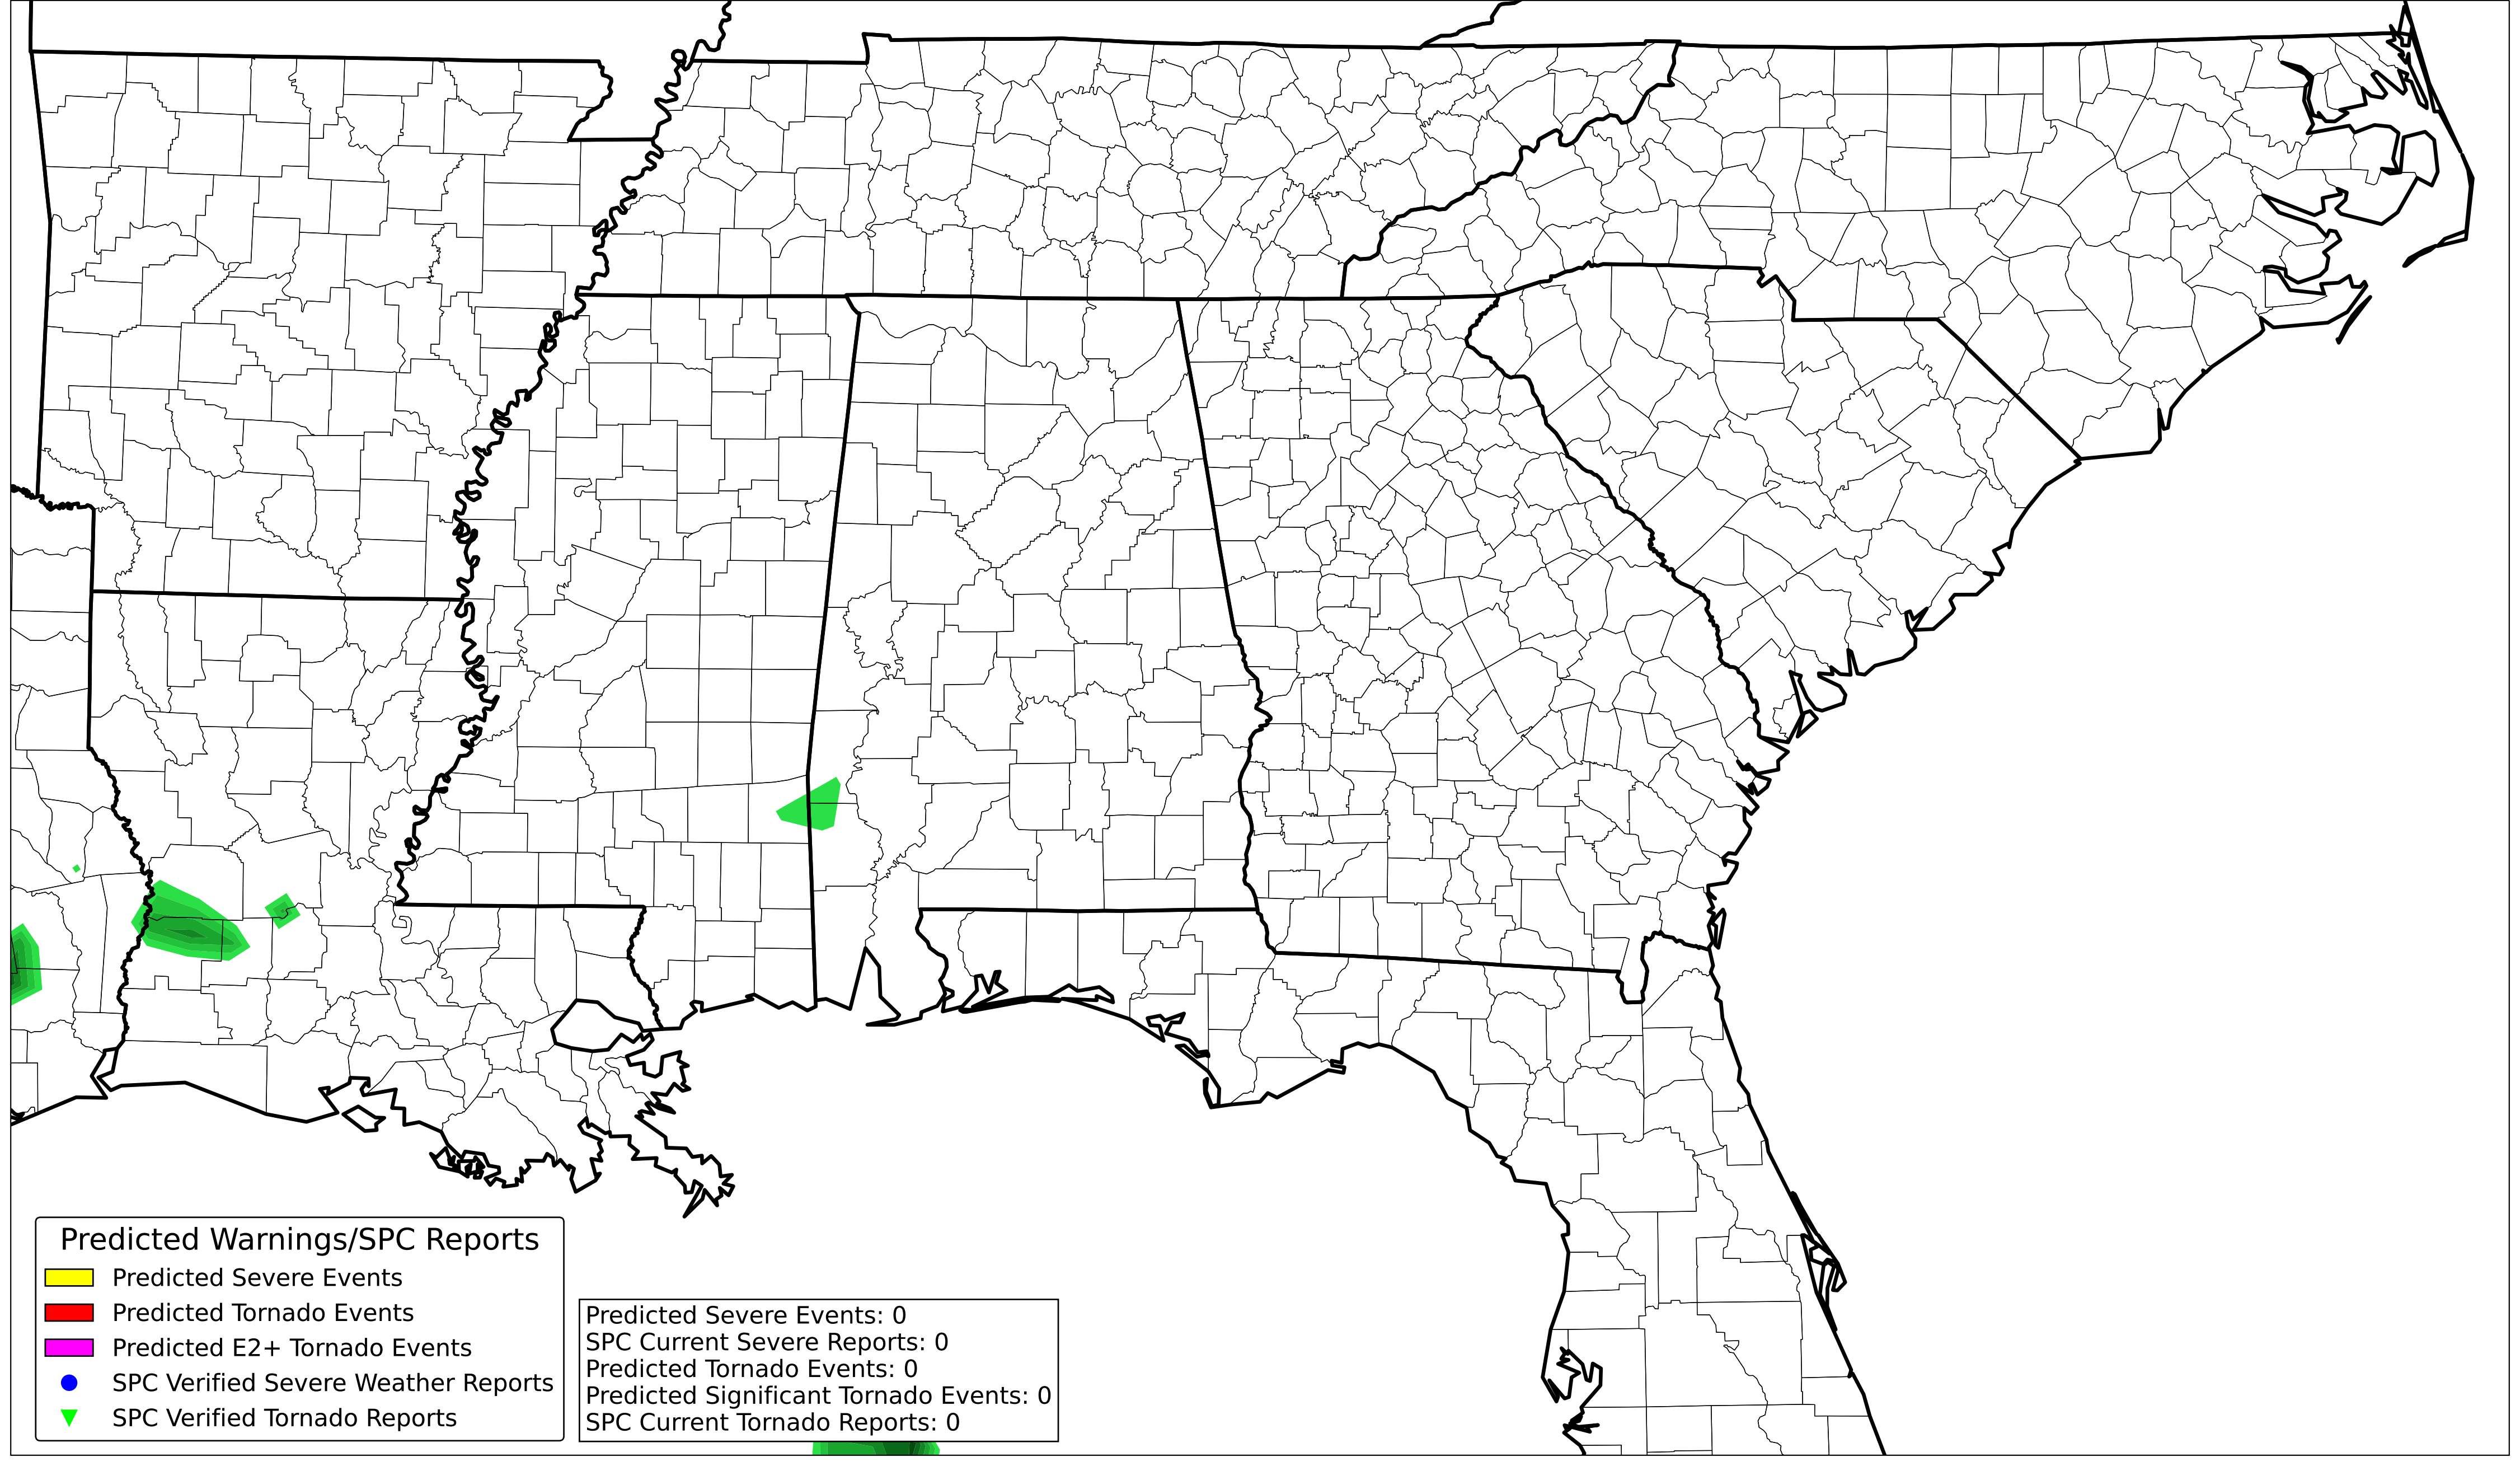 Predicted Warnings/SPC Reports
Predicted Severe Events
Predicted Tornado Events
Predicted E2+ Tornado Events
SPC Verified Severe Weather Reports
SPC Verified Tornado Reports
Predicted Severe Events: 0
SPC Current Severe Reports: 0
Predicted Tornado Events: 0
Predicted Significant Tornado Events: 0
SPC Current Tornado Reports: 0